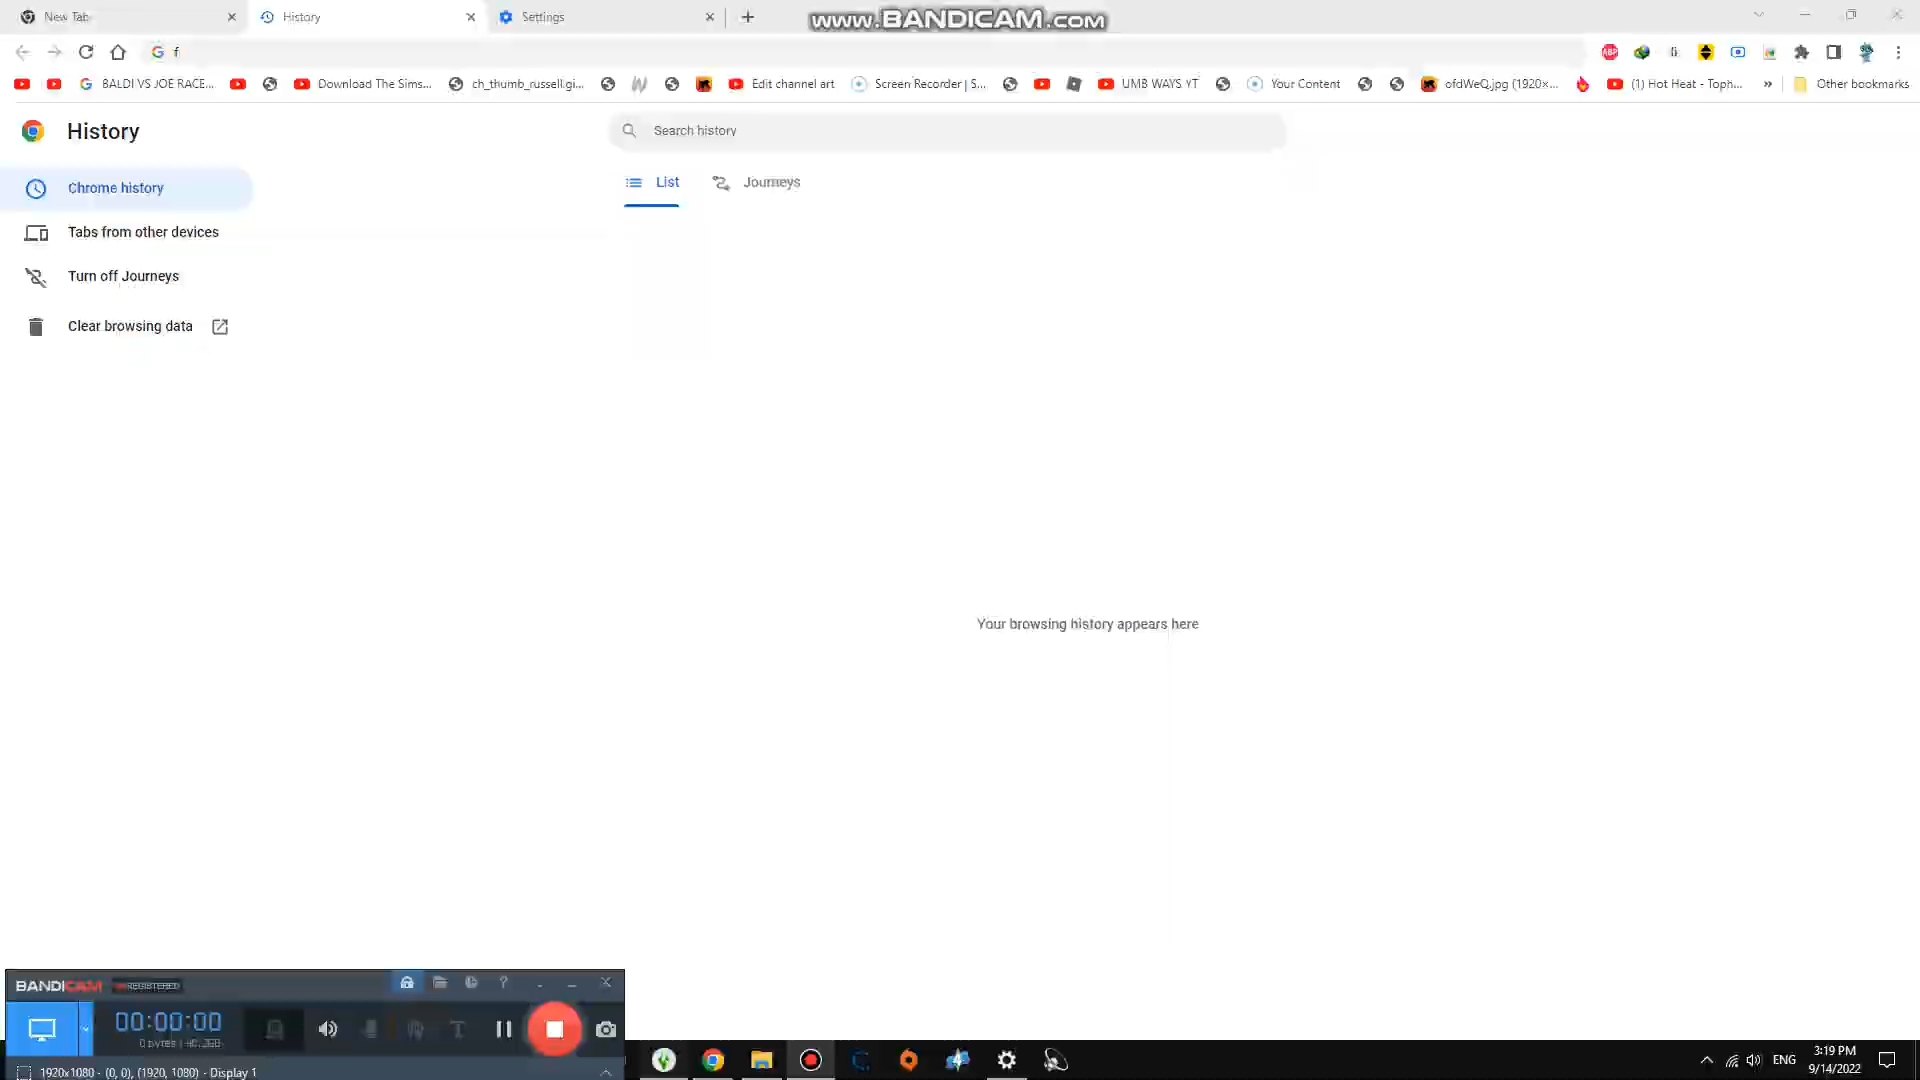 New Tab
History
Settings
www.BANDICAM.com
f
BALDI VS JOE RACE...
Download The Sims...
ch_thumb_russell.gi...
Edit channel art
Screen Recorder | S...
UMB WAYS YT
Your Content
ofdWeQ.jpg (1920×...
(1) Hot Heat - Toph...
»
Other bookmarks
History
Search history
Chrome history
List
Journeys
Tabs from other devices
Turn off Journeys
Clear browsing data
Your browsing history appears here
BANDICAM UNREGISTERED
00:00:00
1920x1080 - (0, 0), (1920, 1080) - Display 1
ENG
3:19 PM
9/14/2022